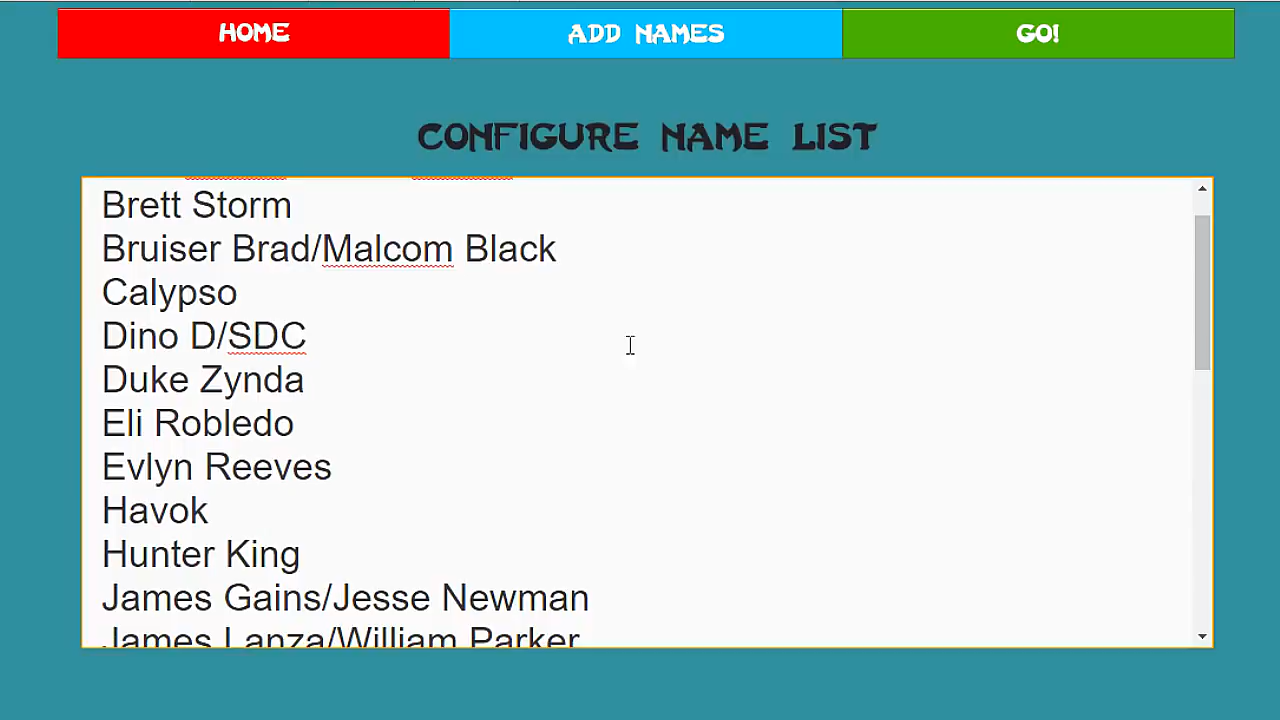 HOME
ADD NAMES
GO!
CONFIGURE NAME LIST
Brett Storm
Bruiser Brad/Malcom Black
Calypso
Dino D/SDC
Duke Zynda
Eli Robledo
Evlyn Reeves
Havok
Hunter King
James Gains/Jesse Newman
James Lanza/William Parker